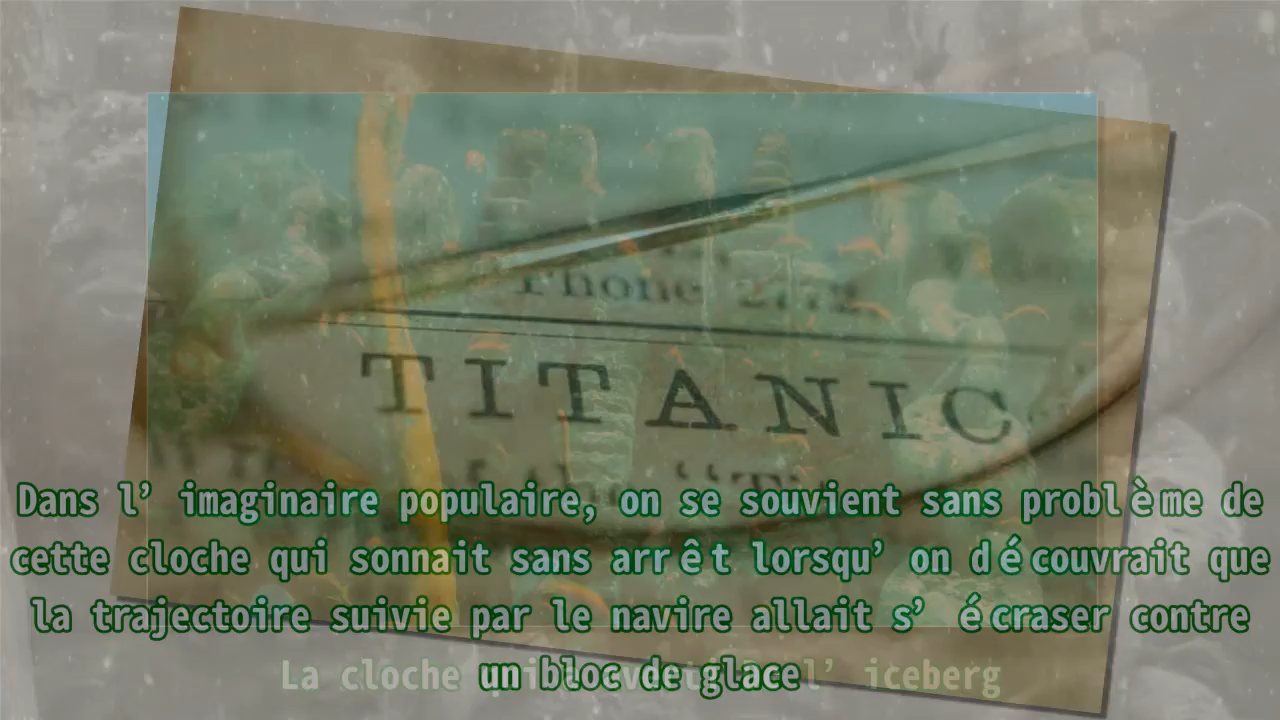 Phone 2772
TITANIC
Dans l’ imaginaire populaire, on se souvient sans problème de
cette cloche qui sonnait sans arrêt lorsqu’ on découvrait que
la trajectoire suivie par le navire allait s’ écraser contre
un bloc de glace
La cloche l’ iceberg